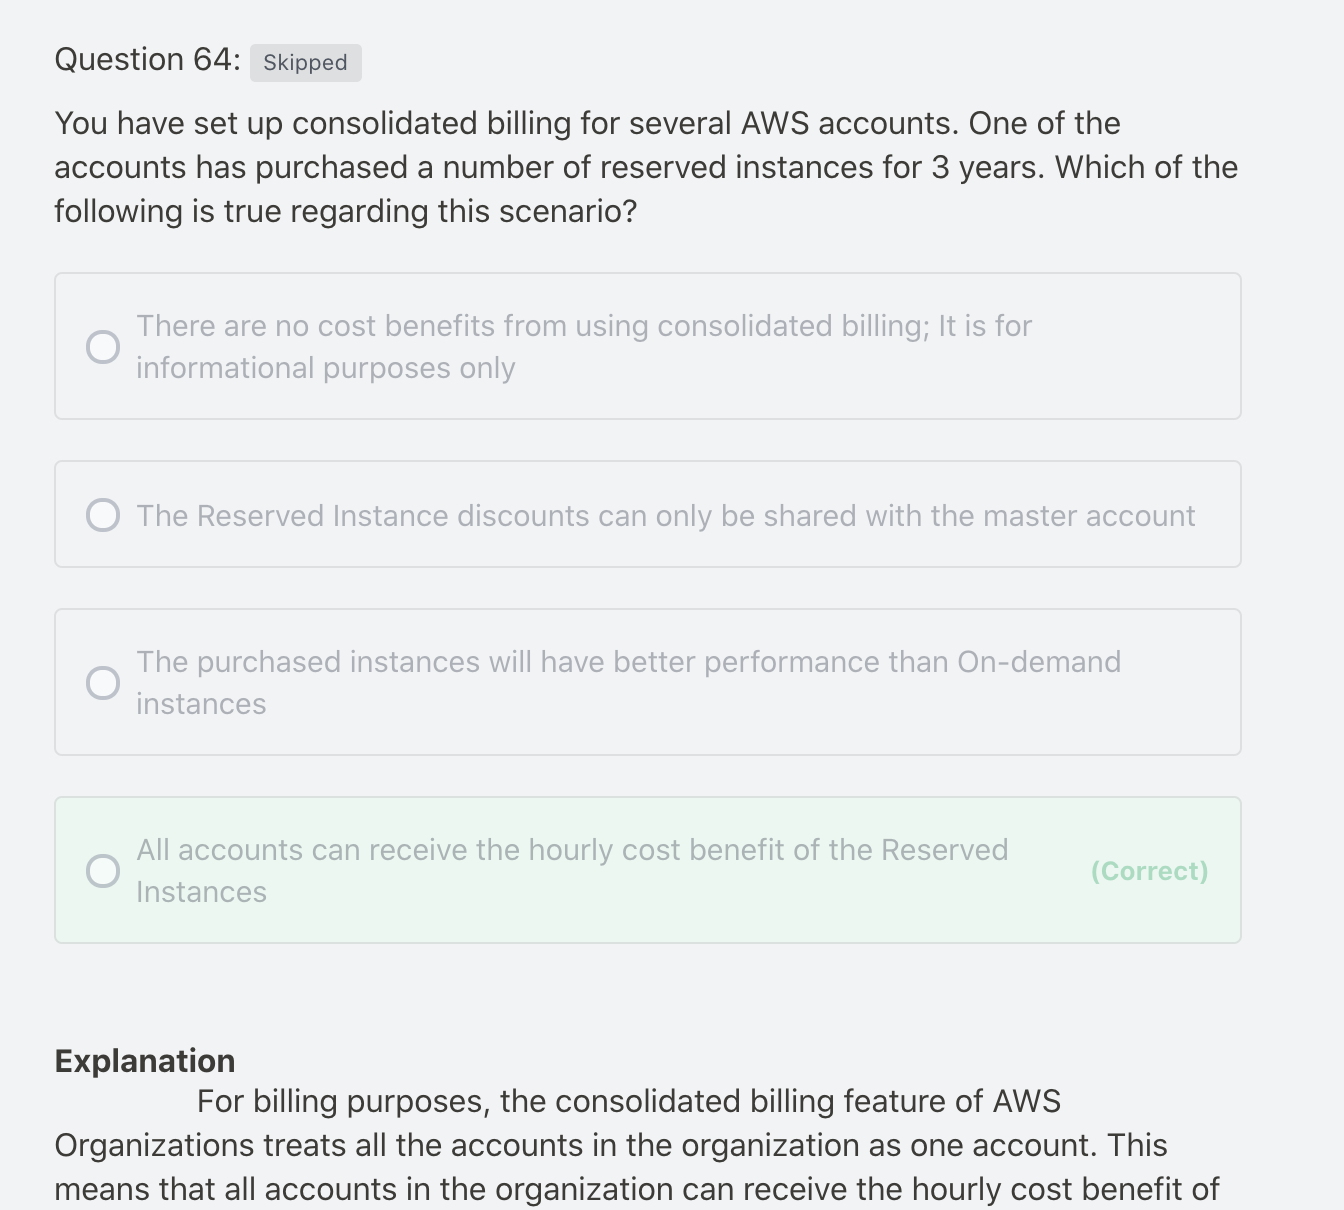 Question 64: Skipped
You have set up consolidated billing for several AWS accounts. One of the
accounts has purchased a number of reserved instances for 3 years. Which of the
following is true regarding this scenario?
There are no cost benefits from using consolidated billing; It is for
informational purposes only
The Reserved Instance discounts can only be shared with the master account
The purchased instances will have better performance than On-demand
instances
All accounts can receive the hourly cost benefit of the Reserved
Instances
(Correct)
Explanation
For billing purposes, the consolidated billing feature of AWS
Organizations treats all the accounts in the organization as one account. This
means that all accounts in the organization can receive the hourly cost benefit of